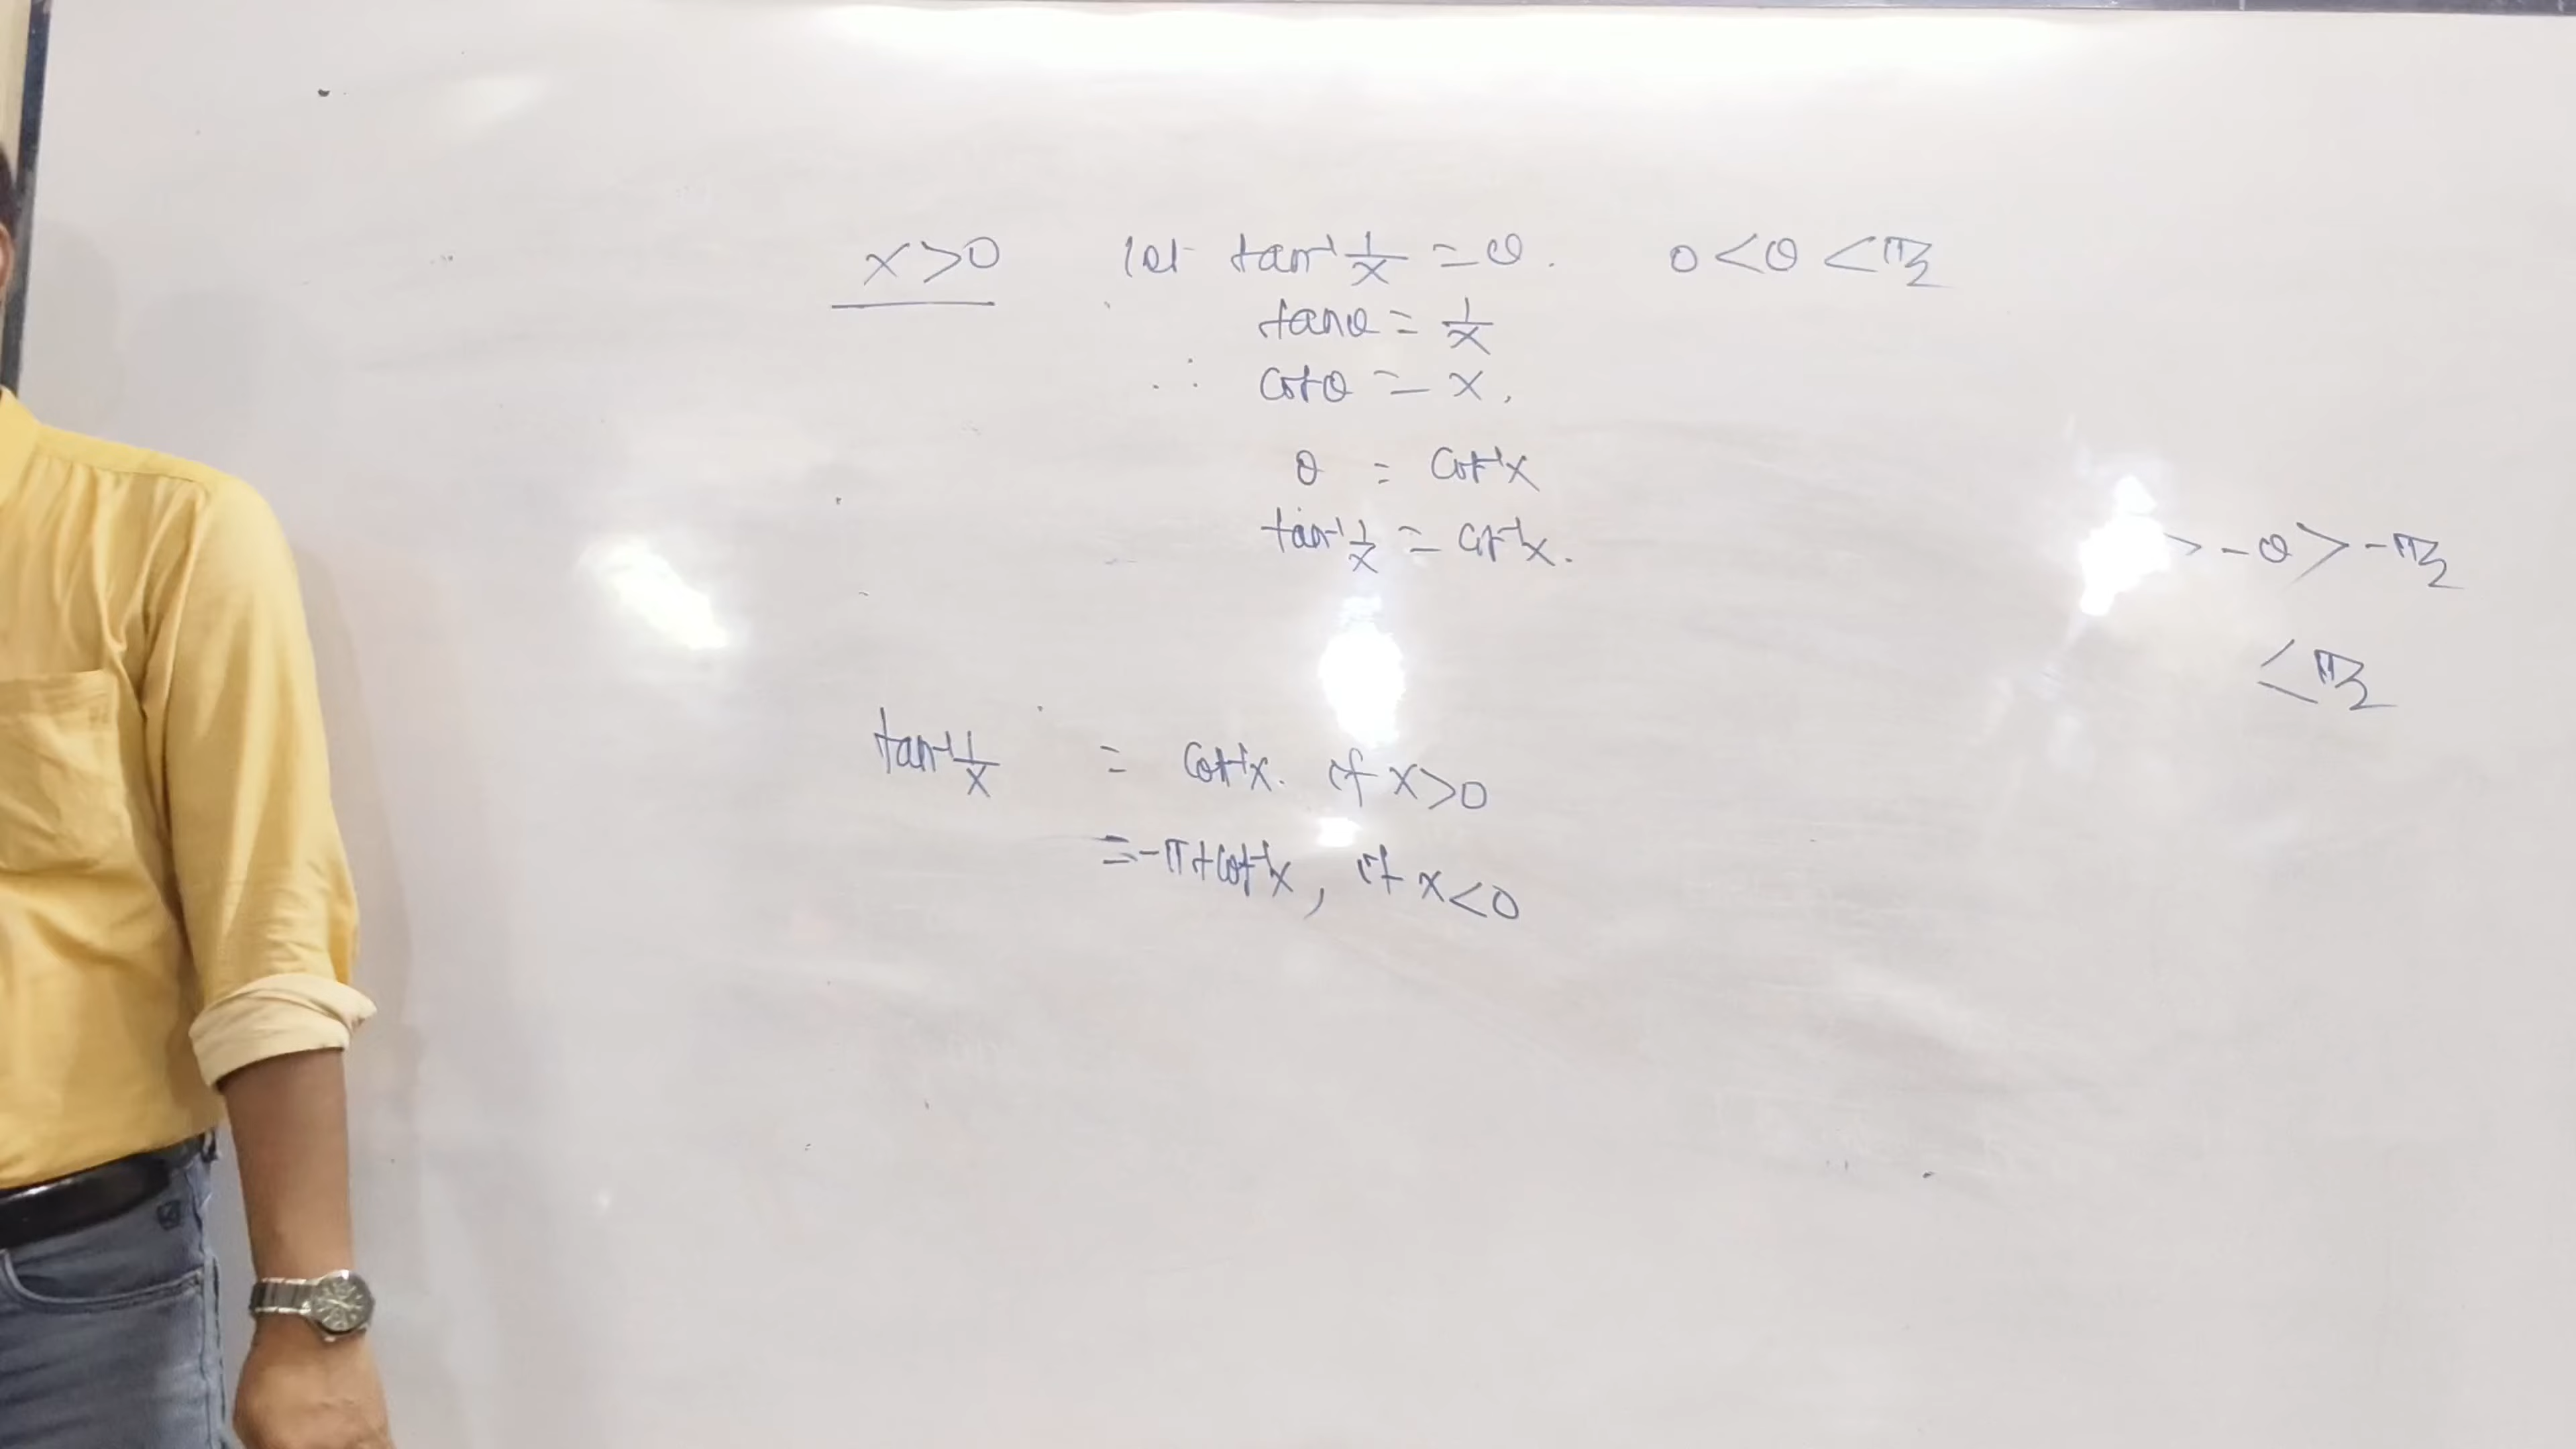 x>0 let tan⁻¹ 1/x = θ. 0<θ<π/2
tanθ = 1/x
∴ cotθ = x,
θ = cot⁻¹x
tan⁻¹ 1/x = cot⁻¹x.
> -θ > -π/2
<π/2
tan⁻¹ 1/x = cot⁻¹x. if x>0
= -π+cot⁻¹x, if x<0